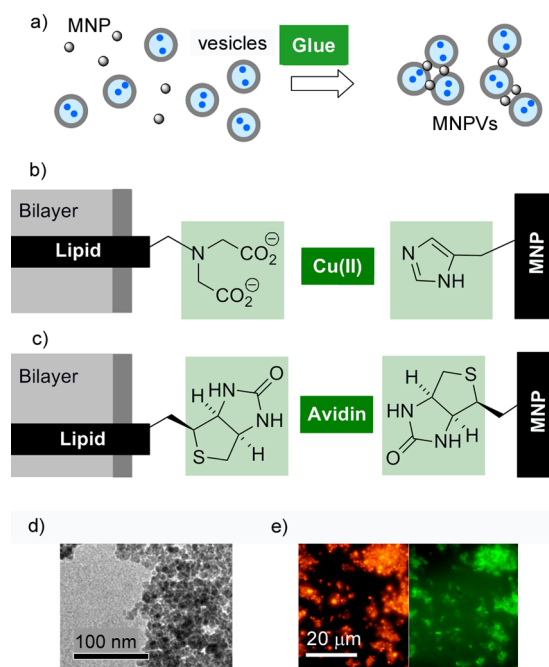 a)
MNP
vesicles
Glue
MNPVs
b)
Bilayer
Lipid
N
CO2⊖
CO2⊖
Cu(II)
N
NH
MNP
c)
Bilayer
Lipid
H
HN
O
NH
S
H
Avidin
H
S
HN
O
NH
H
MNP
d)
100 nm
e)
20 μm